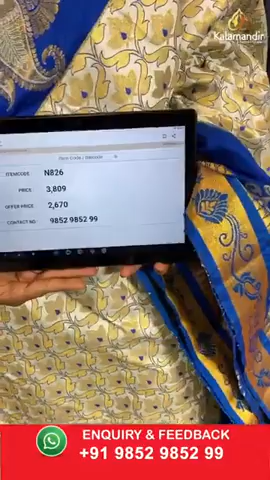 Kalamandir
ITEMCODE: N826
PRICE: 3,809
OFFER PRICE: 2,670
CONTACT NO: 9852 9852 99
ENQUIRY & FEEDBACK
+91 9852 9852 99